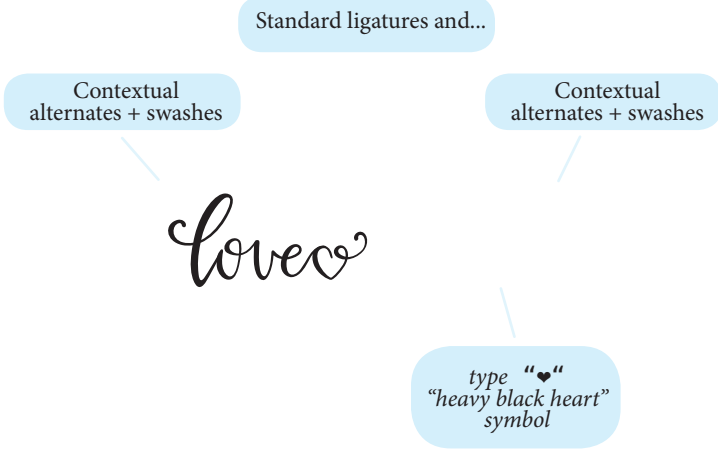 Standard ligatures and...
Contextual
alternates + swashes
Contextual
alternates + swashes
love
type “❤“
“heavy black heart”
symbol